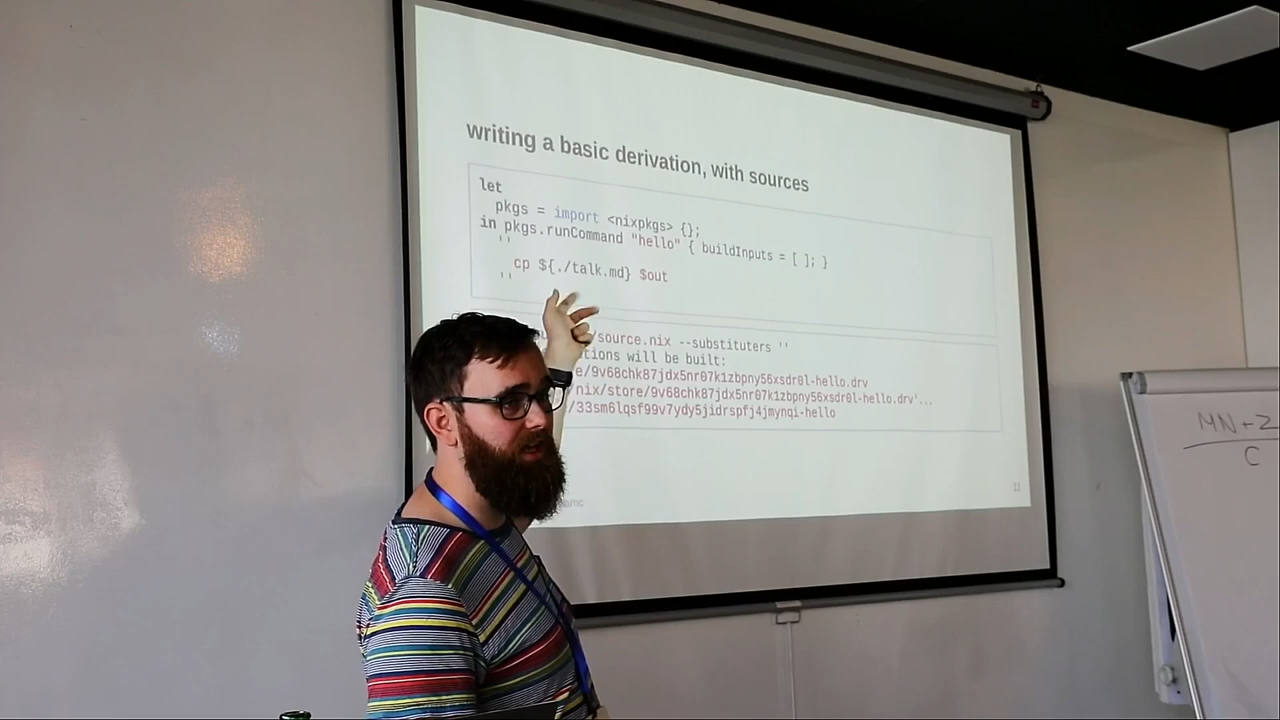 writing a basic derivation, with sources
let
pkgs = import <nixpkgs> {};
in pkgs.runCommand "hello" { buildInputs = [ ]; }
''
cp ${./talk.md} $out
''
/source.nix --substituters ''
tions will be built:
e/9v68chk87jdx5nr07k1zbpny56xsdr0l-hello.drv
/nix/store/9v68chk87jdx5nr07k1zbpny56xsdr0l-hello.drv'...
/33sm6lqsf99v7ydy5jidrspfj4jmynqi-hello
11
MN+2
C